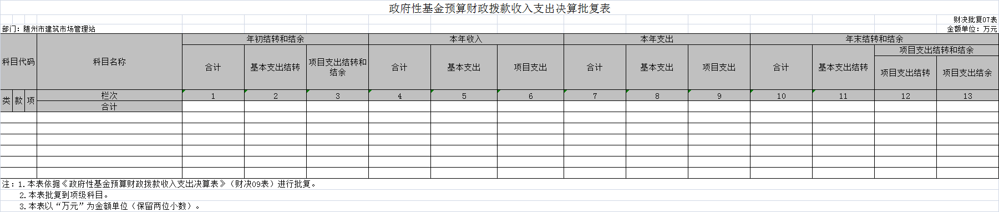 政府性基金预算财政拨款收入支出决算批复表
财决批复07表
部门：随州市建筑市场管理站
金额单位：万元
科目代码
科目名称
年初结转和结余
本年收入
本年支出
年末结转和结余
合计
基本支出结转
项目支出结转和
结余
合计
基本支出
项目支出
合计
基本支出
项目支出
合计
基本支出结转
项目支出结转和结余
项目支出结转
项目支出结余
类
款
项
栏次
1
2
3
4
5
6
7
8
9
10
11
12
13
合计
注：1.本表依据《政府性基金预算财政拨款收入支出决算表》（财决09表）进行批复。
2.本表批复到项级科目。
3.本表以“万元”为金额单位（保留两位小数）。